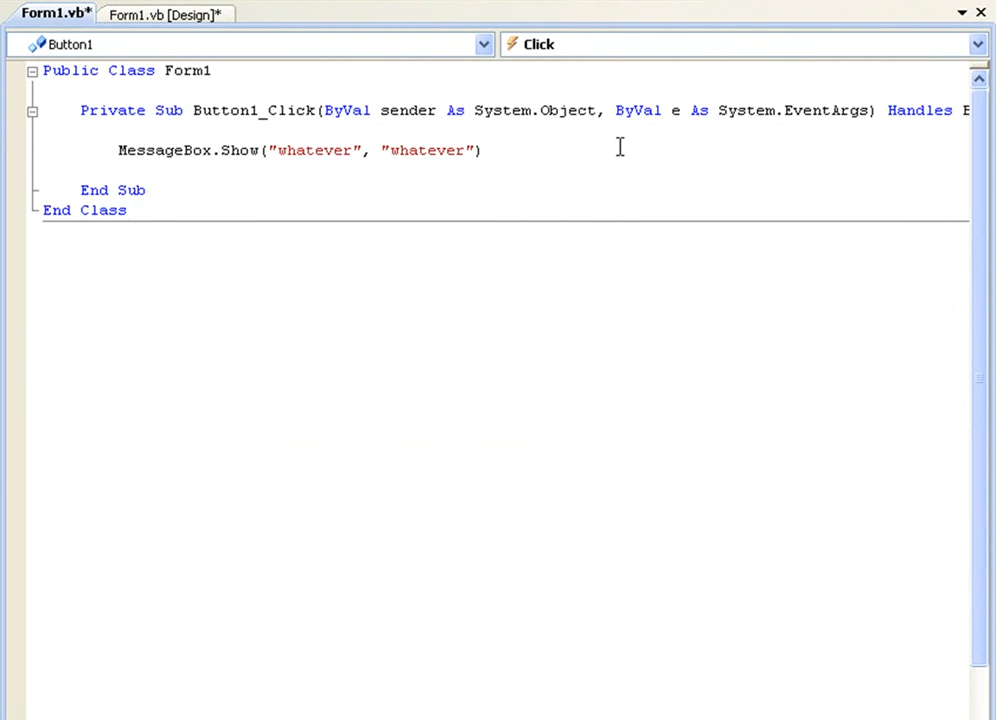 Form1.vb* Form1.vb [Design]*
Button1 Click
Public Class Form1
Private Sub Button1_Click(ByVal sender As System.Object, ByVal e As System.EventArgs) Handles
MessageBox.Show("whatever", "whatever")
End Sub
End Class